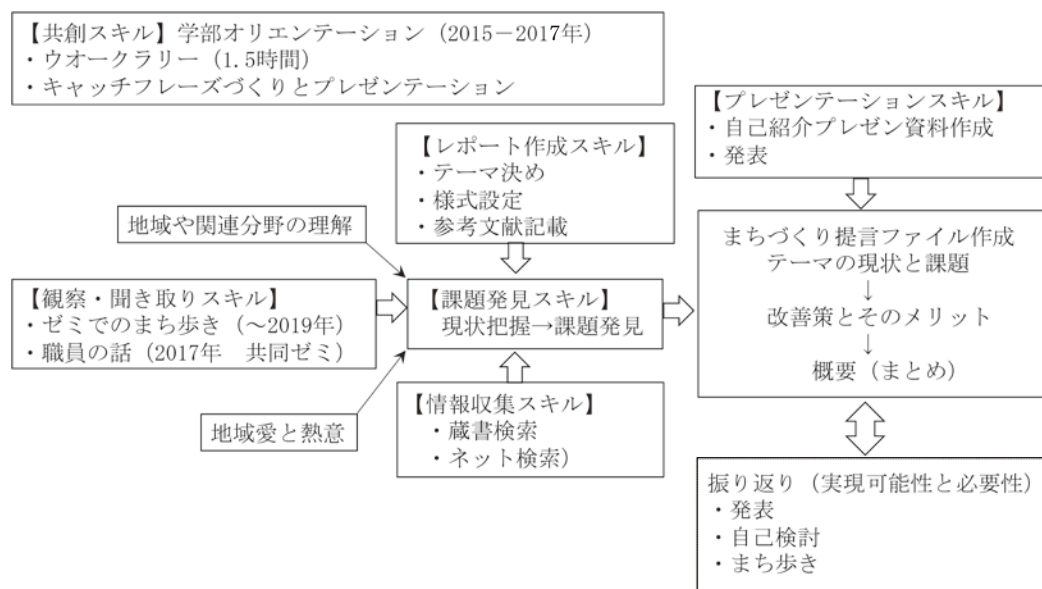 【共創スキル】学部オリエンテーション（2015－2017年）
・ウオークラリー（1.5時間）
・キャッチフレーズづくりとプレゼンテーション
【プレゼンテーションスキル】
・自己紹介プレゼン資料作成
・発表
【レポート作成スキル】
・テーマ決め
・様式設定
・参考文献記載
地域や関連分野の理解
【観察・聞き取りスキル】
・ゼミでのまち歩き（～2019年）
・職員の話（2017年　共同ゼミ）
【課題発見スキル】
現状把握→課題発見
まちづくり提言ファイル作成
テーマの現状と課題
↓
改善策とそのメリット
↓
概要（まとめ）
地域愛と熱意
【情報収集スキル】
・蔵書検索
・ネット検索）
振り返り（実現可能性と必要性）
・発表
・自己検討
・まち歩き